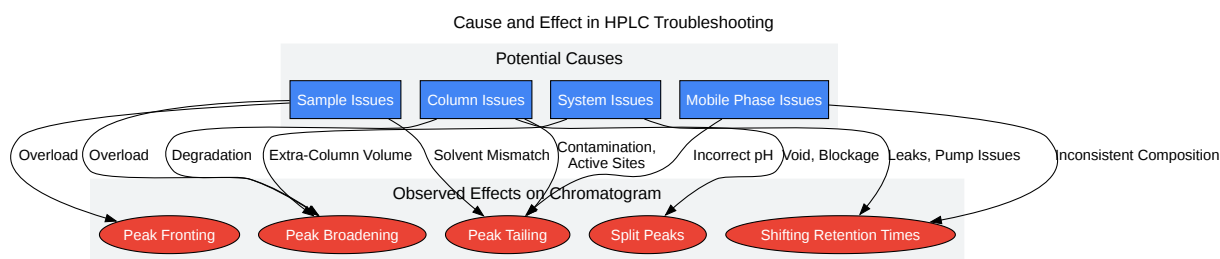 Cause and Effect in HPLC Troubleshooting
Potential Causes
Sample Issues
Column Issues
System Issues
Mobile Phase Issues
Overload
Overload
Degradation
Extra-Column Volume
Solvent Mismatch
Contamination,
Active Sites
Incorrect pH
Void, Blockage
Leaks, Pump Issues
Inconsistent Composition
Observed Effects on Chromatogram
Peak Fronting
Peak Broadening
Peak Tailing
Split Peaks
Shifting Retention Times